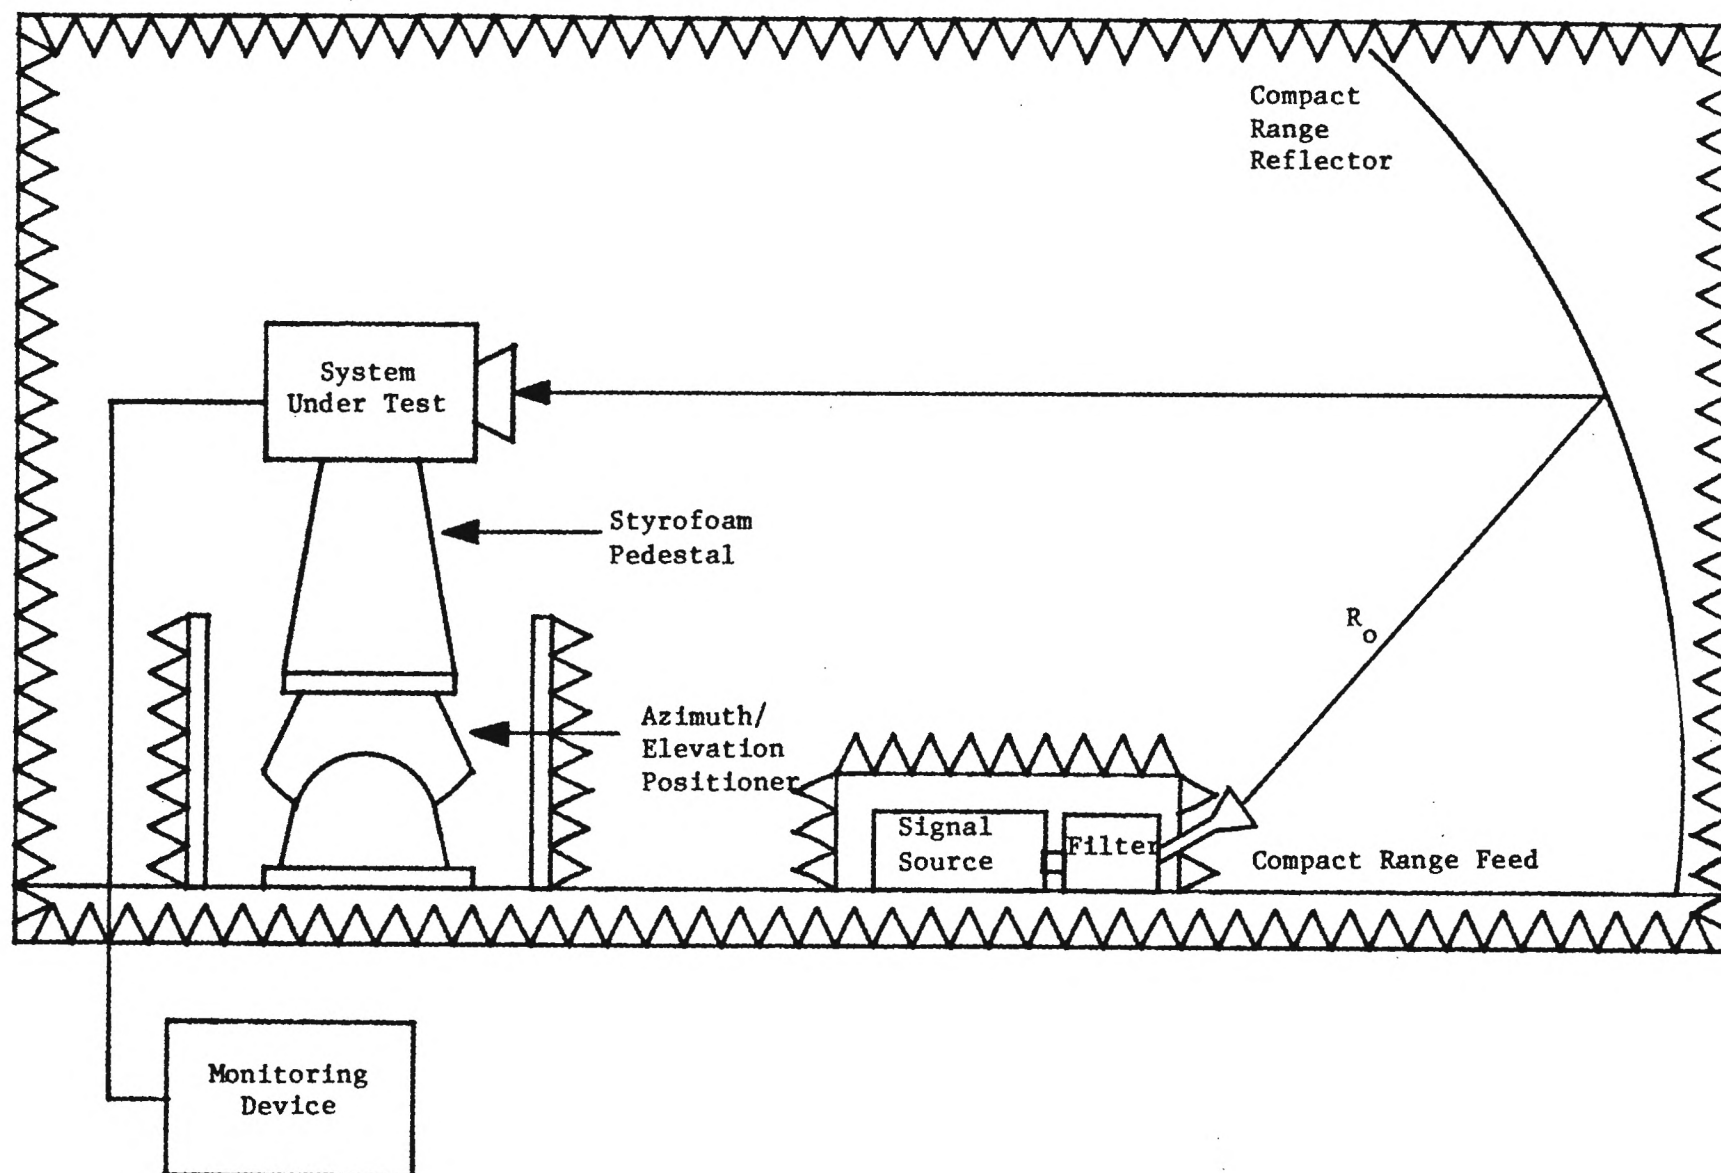 Compact
Range
Reflector
System
Under Test
Styrofoam
Pedestal
R_o
Azimuth/
Elevation
Positioner
Signal
Source
Filter
Compact Range Feed
Monitoring
Device